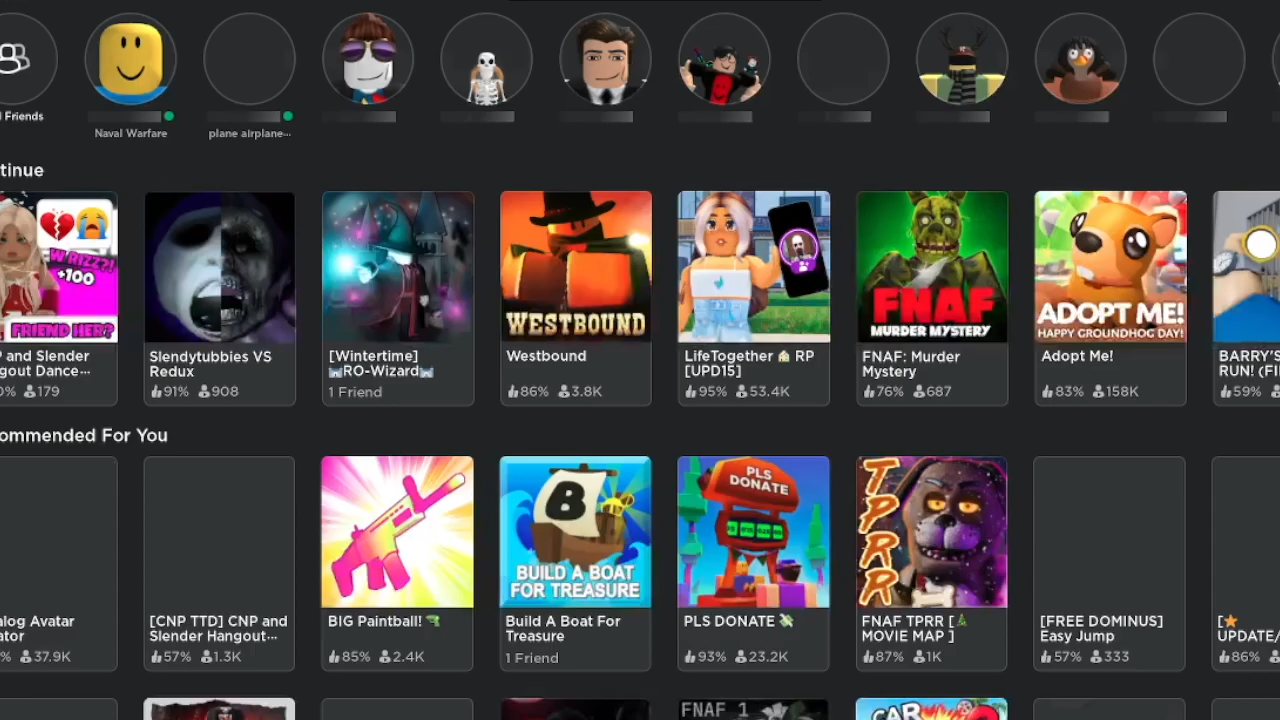 l Friends
Naval Warfare
plane airplane...
tinue
W RIZZ?!
+100
FRIEND HER?
WESTBOUND
FNAF
MURDER MYSTERY
ADOPT ME!
HAPPY GROUNDHOG DAY!
P and Slender
gout Dance...
0% 179
Slendytubbies VS
Redux
91% 908
[Wintertime]
RO-Wizard
1 Friend
Westbound
86% 3.8K
LifeTogether RP
[UPD15]
95% 53.4K
FNAF: Murder
Mystery
76% 687
Adopt Me!
83% 158K
BARRY'S
RUN! (FI
59%
ommended For You
B
BUILD A BOAT
FOR TREASURE
PLS
DONATE
TPRR
alog Avatar
ator
% 37.9K
[CNP TTD] CNP and
Slender Hangout...
57% 1.3K
BIG Paintball!
85% 2.4K
Build A Boat For
Treasure
1 Friend
PLS DONATE
93% 23.2K
FNAF TPRR [
MOVIE MAP ]
87% 1K
[FREE DOMINUS]
Easy Jump
57% 333
[
UPDATE/
86%
FNAF 1
CAR